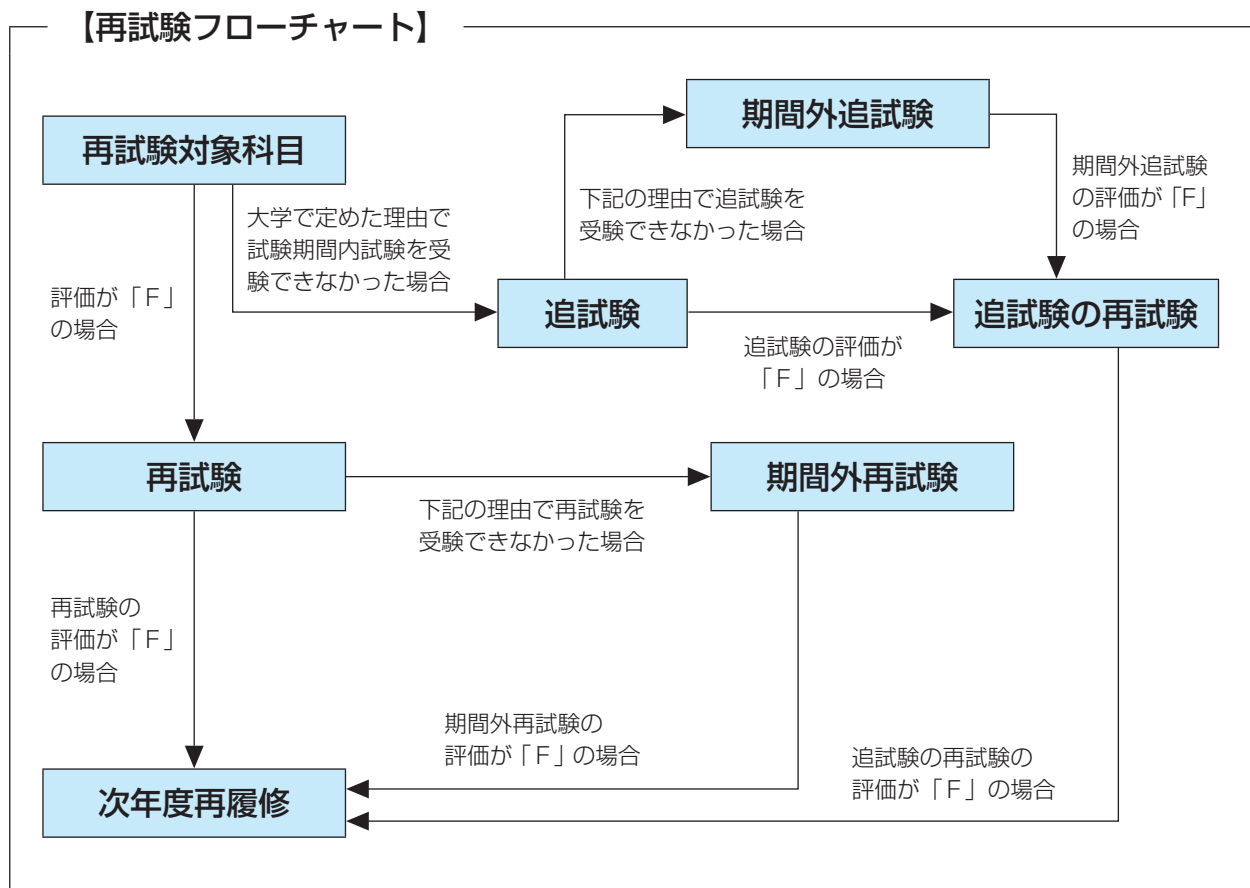 【再試験フローチャート】
期間外追試験
再試験対象科目
期間外追試験
の評価が「F」
の場合
下記の理由で追試験を
受験できなかった場合
大学で定めた理由で
試験期間内試験を受
験できなかった場合
評価が「F」
の場合
追試験
追試験の再試験
追試験の評価が
「F」の場合
再試験
期間外再試験
下記の理由で再試験を
受験できなかった場合
再試験の
評価が「F」
の場合
期間外再試験の
評価が「F」の場合
追試験の再試験の
評価が「F」の場合
次年度再履修